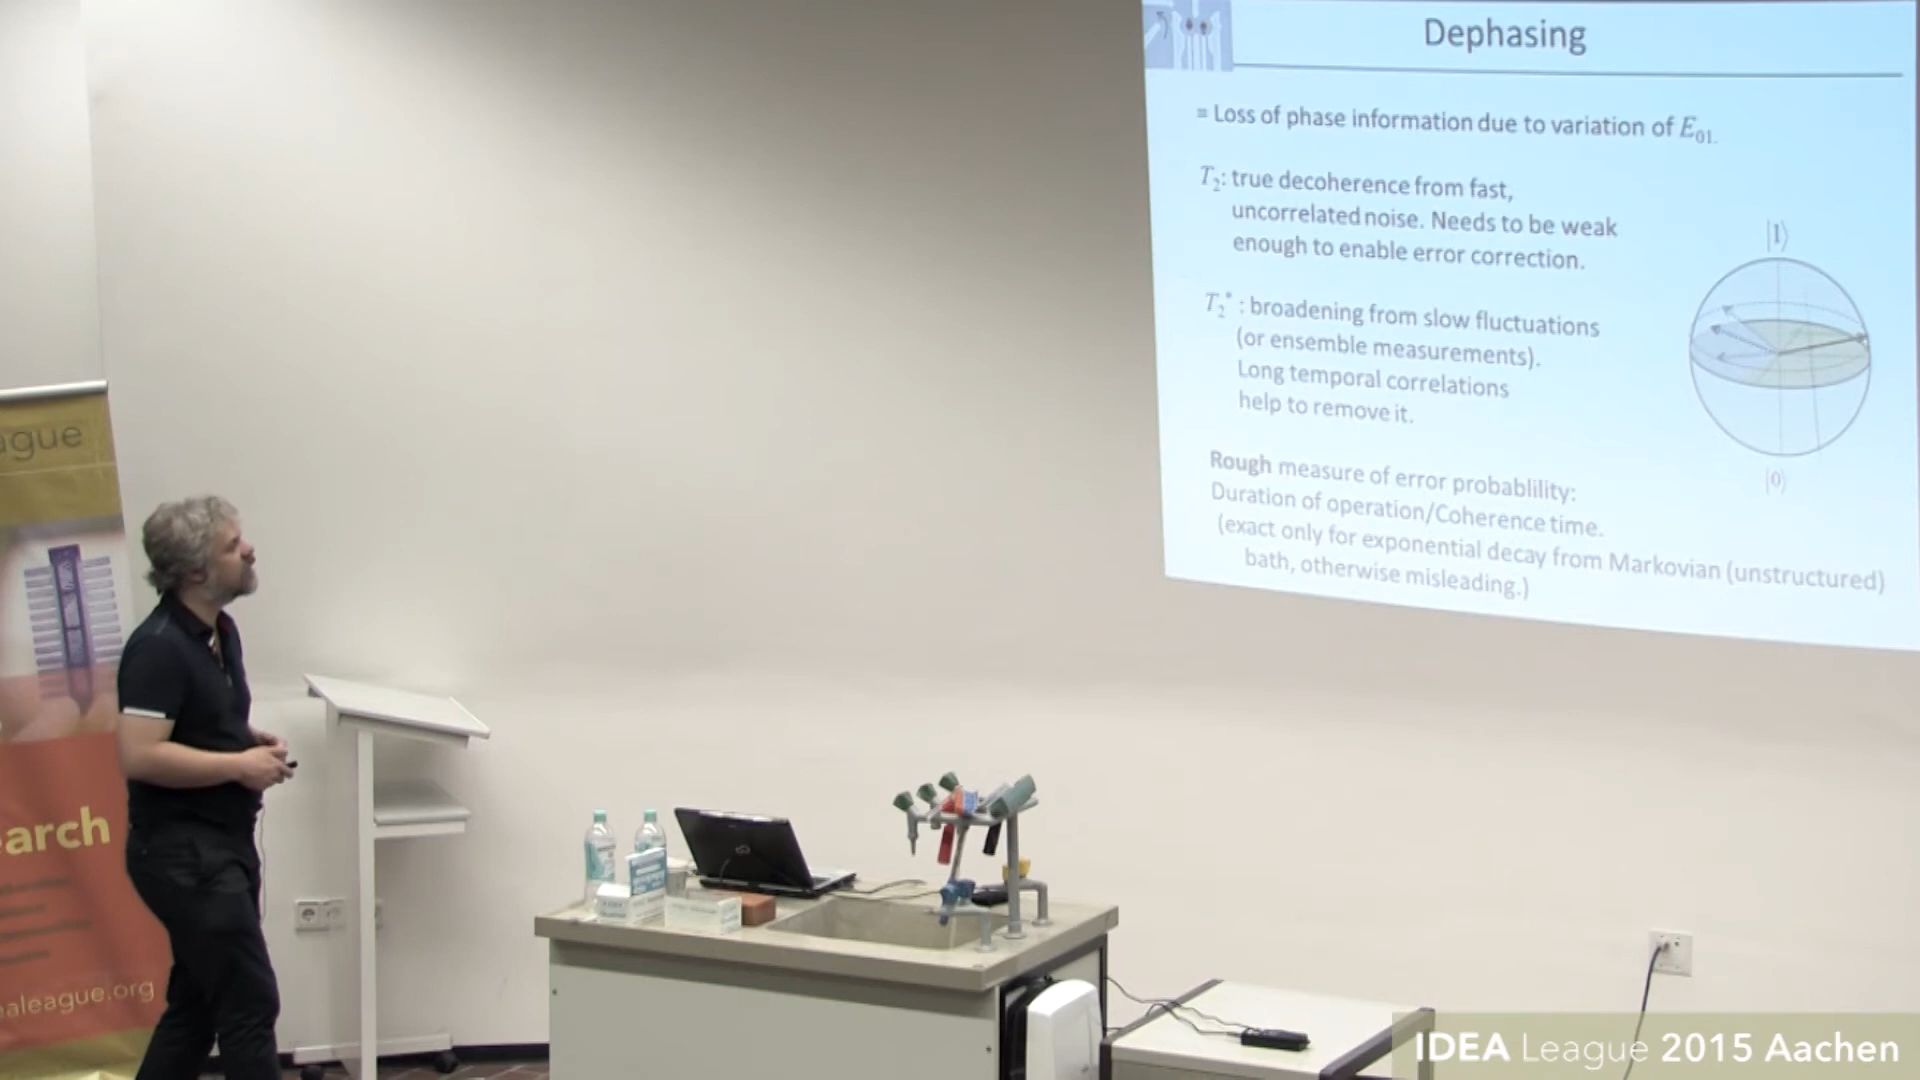 Dephasing
= Loss of phase information due to variation of E01.
T2: true decoherence from fast,
uncorrelated noise. Needs to be weak
enough to enable error correction.
T2* : broadening from slow fluctuations
(or ensemble measurements).
Long temporal correlations
help to remove it.
Rough measure of error probablility:
Duration of operation/Coherence time.
(exact only for exponential decay from Markovian (unstructured)
bath, otherwise misleading.)
|1⟩
|0⟩
ague
earch
ealeague.org
IDEA League 2015 Aachen